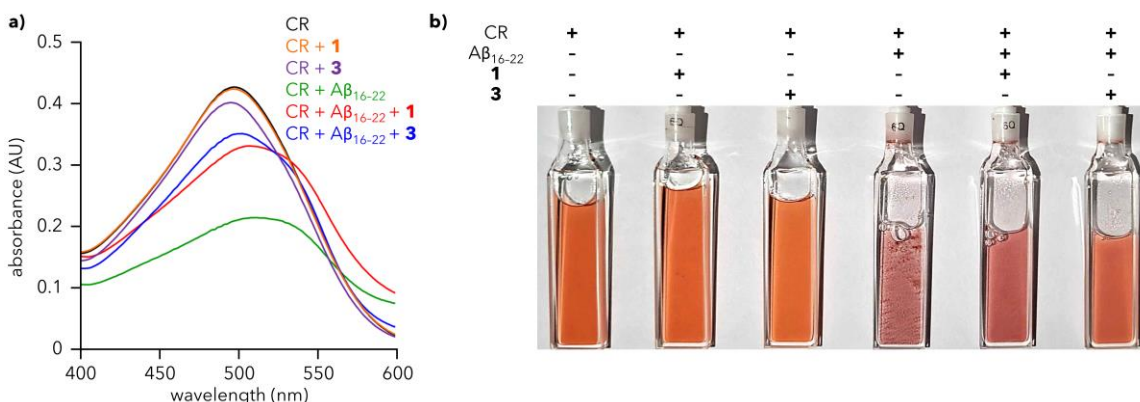 a)
CR
CR + 1
CR + 3
CR + Aβ16-22
CR + Aβ16-22 + 1
CR + Aβ16-22 + 3
0.5
0.4
0.3
0.2
0.1
0
absorbance (AU)
400 450 500 550 600
wavelength (nm)
b)
CR + + + + + +
Aβ16-22 - - - + + +
1 - + - - + -
3 - - + - - +